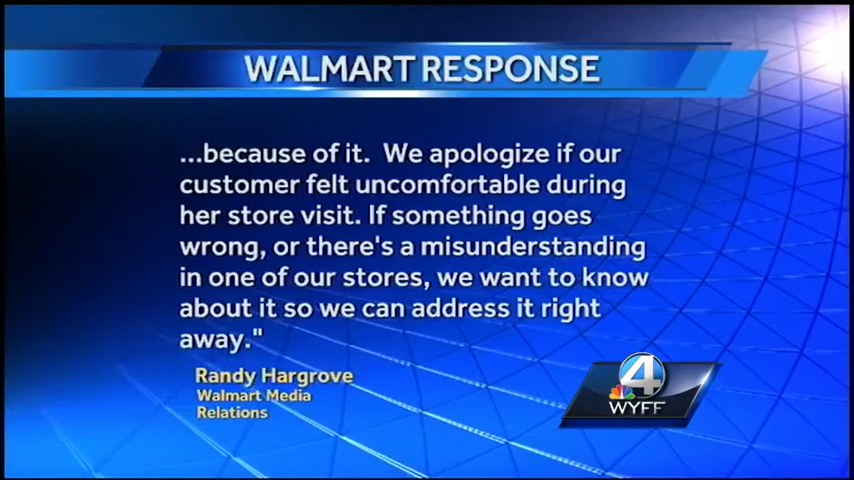 WALMART RESPONSE
...because of it.  We apologize if our
customer felt uncomfortable during
her store visit. If something goes
wrong, or there's a misunderstanding
in one of our stores, we want to know
about it so we can address it right
away."
Randy Hargrove
Walmart Media
Relations
4
WYFF